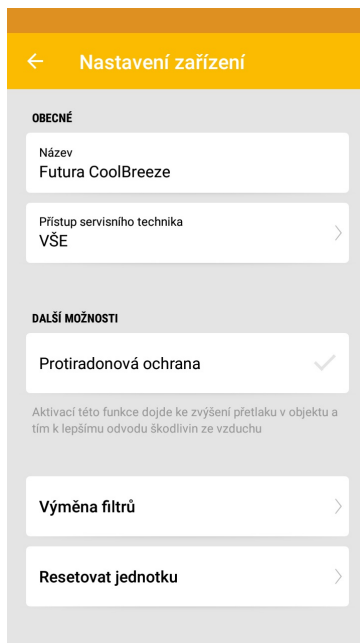 Nastavení zařízení
OBECNÉ
Název
Futura CoolBreeze
Přístup servisního technika
VŠE
DALŠÍ MOŽNOSTI
Protiradonová ochrana
Aktivací této funkce dojde ke zvýšení přetlaku v objektu a
tím k lepšímu odvodu škodlivin ze vzduchu
Výměna filtrů
Resetovat jednotku